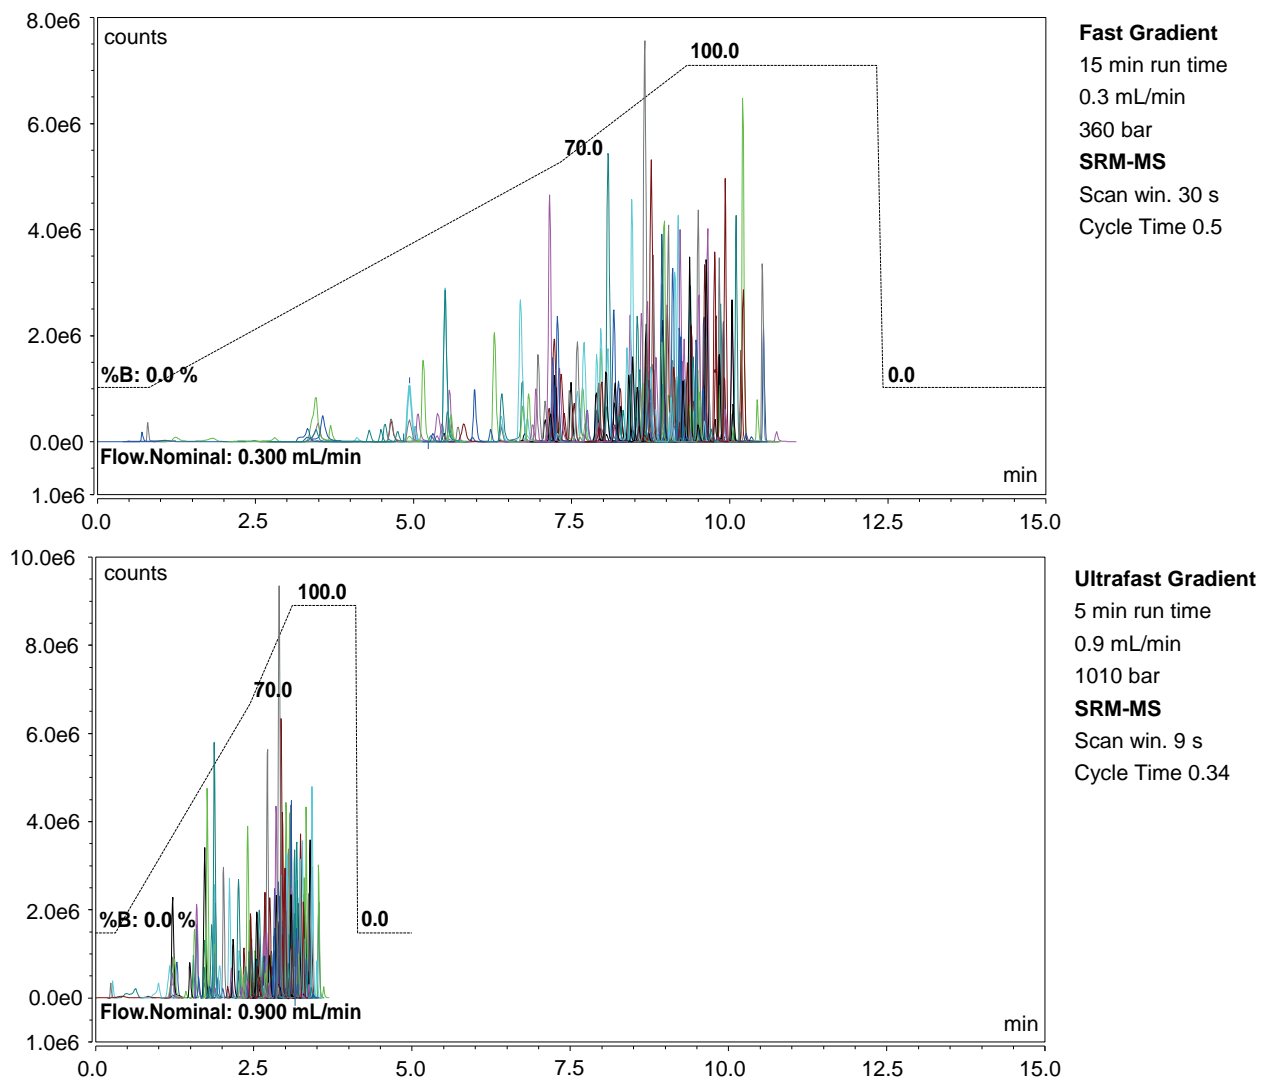 8.0e6
counts
100.0
6.0e6
70.0
4.0e6
2.0e6
%B: 0.0 %
0.0
0.0e0
Flow.Nominal: 0.300 mL/min
min
1.0e6
0.0 2.5 5.0 7.5 10.0 12.5 15.0
Fast Gradient
15 min run time
0.3 mL/min
360 bar
SRM-MS
Scan win. 30 s
Cycle Time 0.5
10.0e6
counts
100.0
8.0e6
70.0
6.0e6
4.0e6
2.0e6
%B: 0.0 %
0.0
0.0e0
Flow.Nominal: 0.900 mL/min
min
1.0e6
0.0 2.5 5.0 7.5 10.0 12.5 15.0
Ultrafast Gradient
5 min run time
0.9 mL/min
1010 bar
SRM-MS
Scan win. 9 s
Cycle Time 0.34